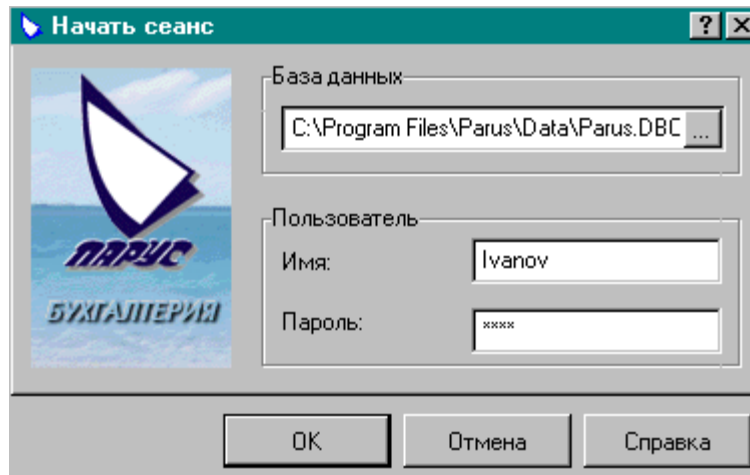 Начать сеанс
База данных
C:\Program Files\Parus\Data\Parus.DBC ...
ПАРУС
БУХГАЛТЕРИЯ
Пользователь
Имя: Ivanov
Пароль: ****
OK Отмена Справка